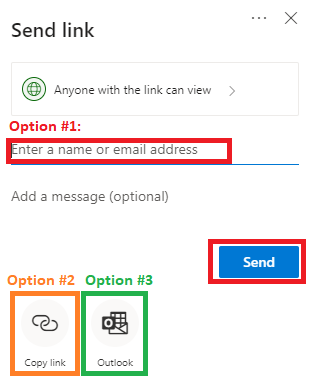 Send link
Anyone with the link can view
Option #1:
Enter a name or email address
Add a message (optional)
Send
Option #2 Option #3
Copy link Outlook